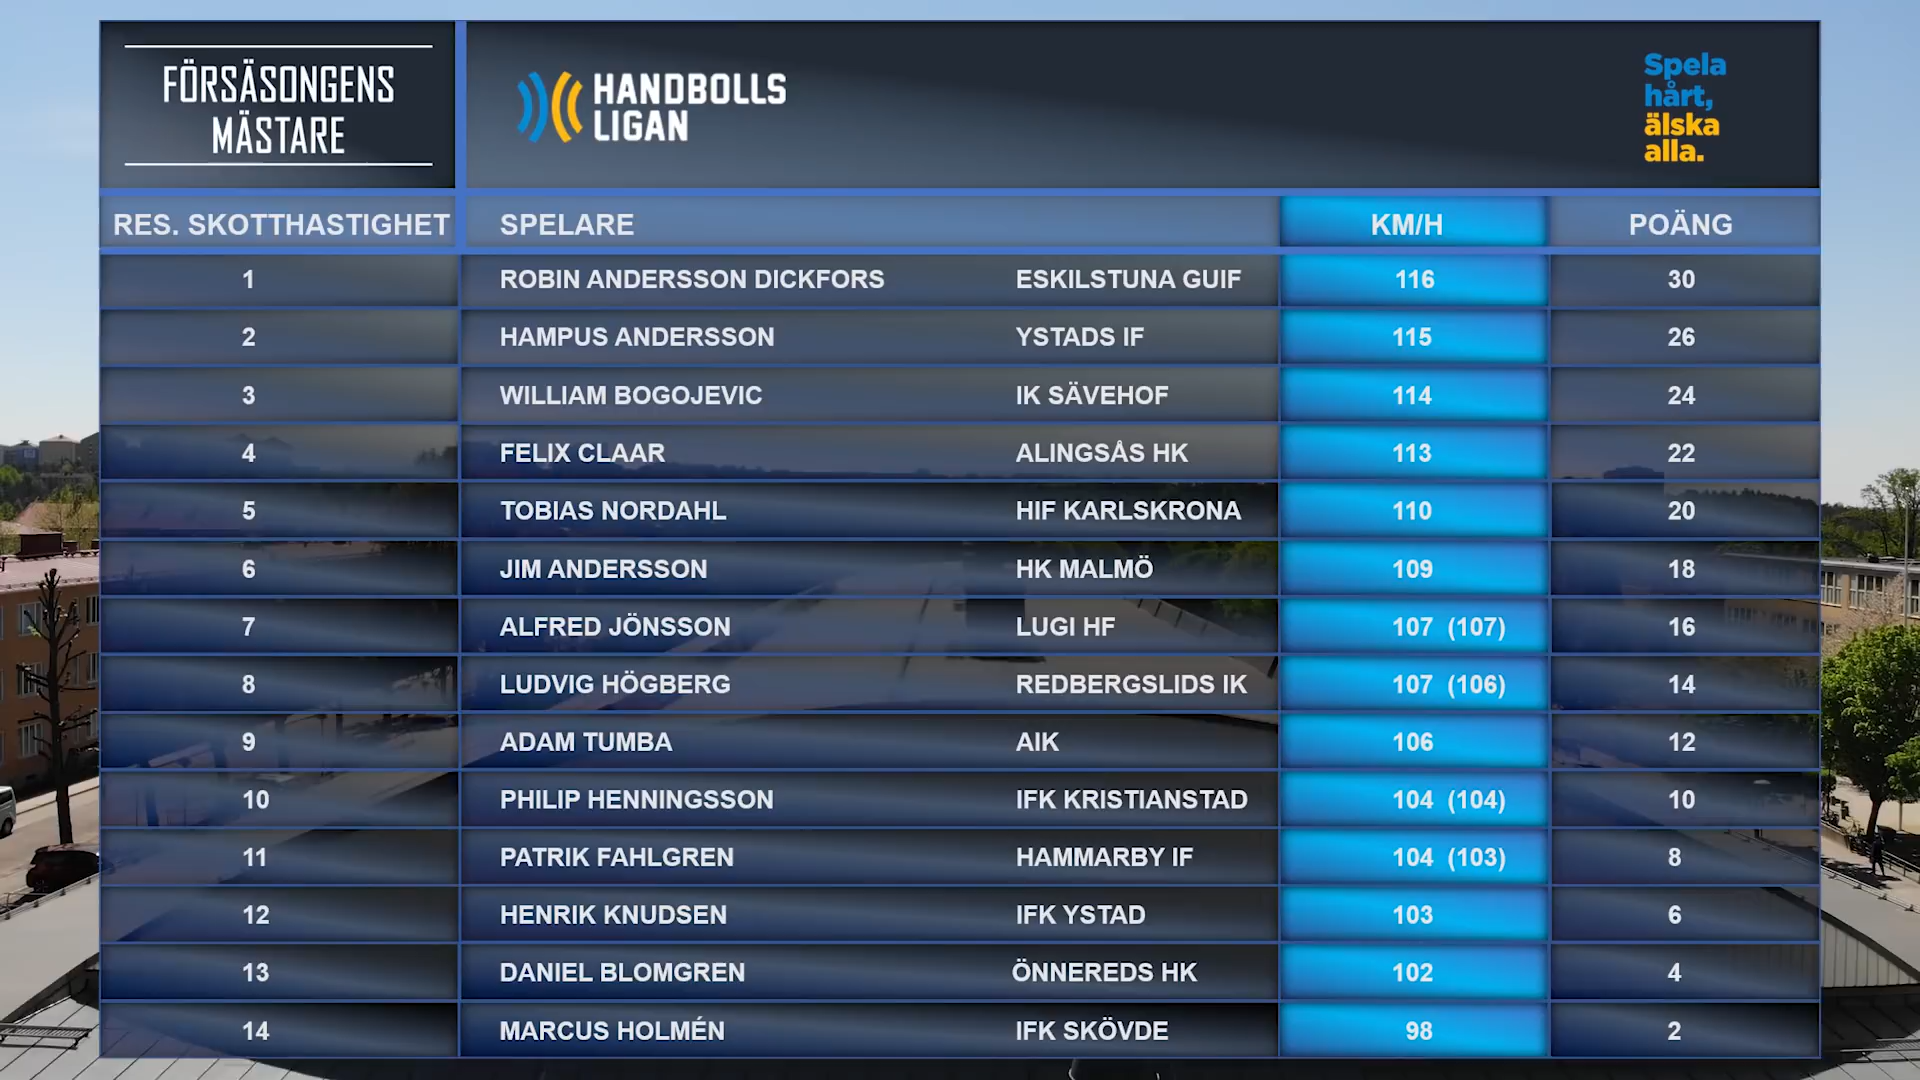 FÖRSÄSONGENS
MÄSTARE
HANDBOLLS
LIGAN
Spela
hårt,
älska
alla.
RES. SKOTTHASTIGHET SPELARE KM/H POÄNG
1 ROBIN ANDERSSON DICKFORS ESKILSTUNA GUIF 116 30
2 HAMPUS ANDERSSON YSTADS IF 115 26
3 WILLIAM BOGOJEVIC IK SÄVEHOF 114 24
4 FELIX CLAAR ALINGSÅS HK 113 22
5 TOBIAS NORDAHL HIF KARLSKRONA 110 20
6 JIM ANDERSSON HK MALMÖ 109 18
7 ALFRED JÖNSSON LUGI HF 107 (107) 16
8 LUDVIG HÖGBERG REDBERGSLIDS IK 107 (106) 14
9 ADAM TUMBA AIK 106 12
10 PHILIP HENNINGSSON IFK KRISTIANSTAD 104 (104) 10
11 PATRIK FAHLGREN HAMMARBY IF 104 (103) 8
12 HENRIK KNUDSEN IFK YSTAD 103 6
13 DANIEL BLOMGREN ÖNNEREDS HK 102 4
14 MARCUS HOLMÉN IFK SKÖVDE 98 2